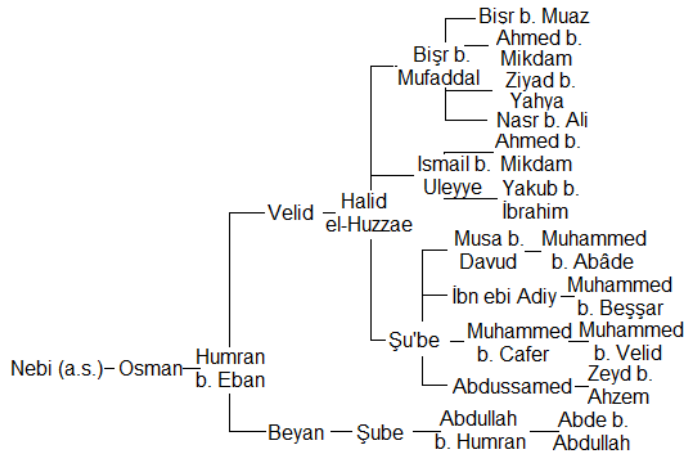 Bişr b. Muaz
Bişr b.
Mufaddal
Ahmed b.
Mikdam
Ziyad b.
Yahya
Nasr b. Ali
Ismail b.
Uleyye
Ahmed b.
Mikdam
Yakub b.
İbrahim
Velid
Halid
el-Huzzae
Musa b.
Davud
Muhammed
b. Abâde
İbn ebi Adiy
Muhammed
b. Beşşar
Şu'be
Muhammed
b. Cafer
Muhammed
b. Velid
Abdussamed
Zeyd b.
Ahzem
Nebi (a.s.)
Osman
Humran
b. Eban
Beyan
Şube
Abdullah
b. Humran
Abde b.
Abdullah